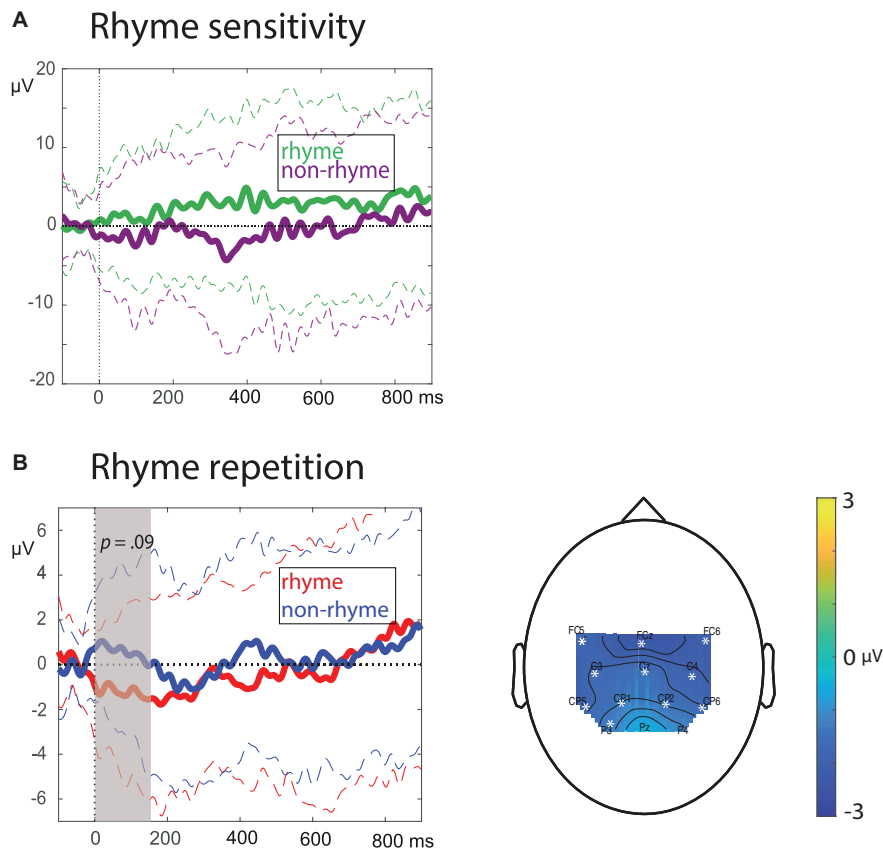 A
Rhyme sensitivity
20
µV
10
0
-10
-20
rhyme
non-rhyme
0 200 400 600 800 ms
B
Rhyme repetition
6
µV
4
2
0
-2
-4
-6
p = .09
rhyme
non-rhyme
0 200 400 600 800 ms
FC5 FCz FC6
C3 Cz C4
CP5 CP1 CP2 CP6
P3 Pz P4
3
0 µV
-3